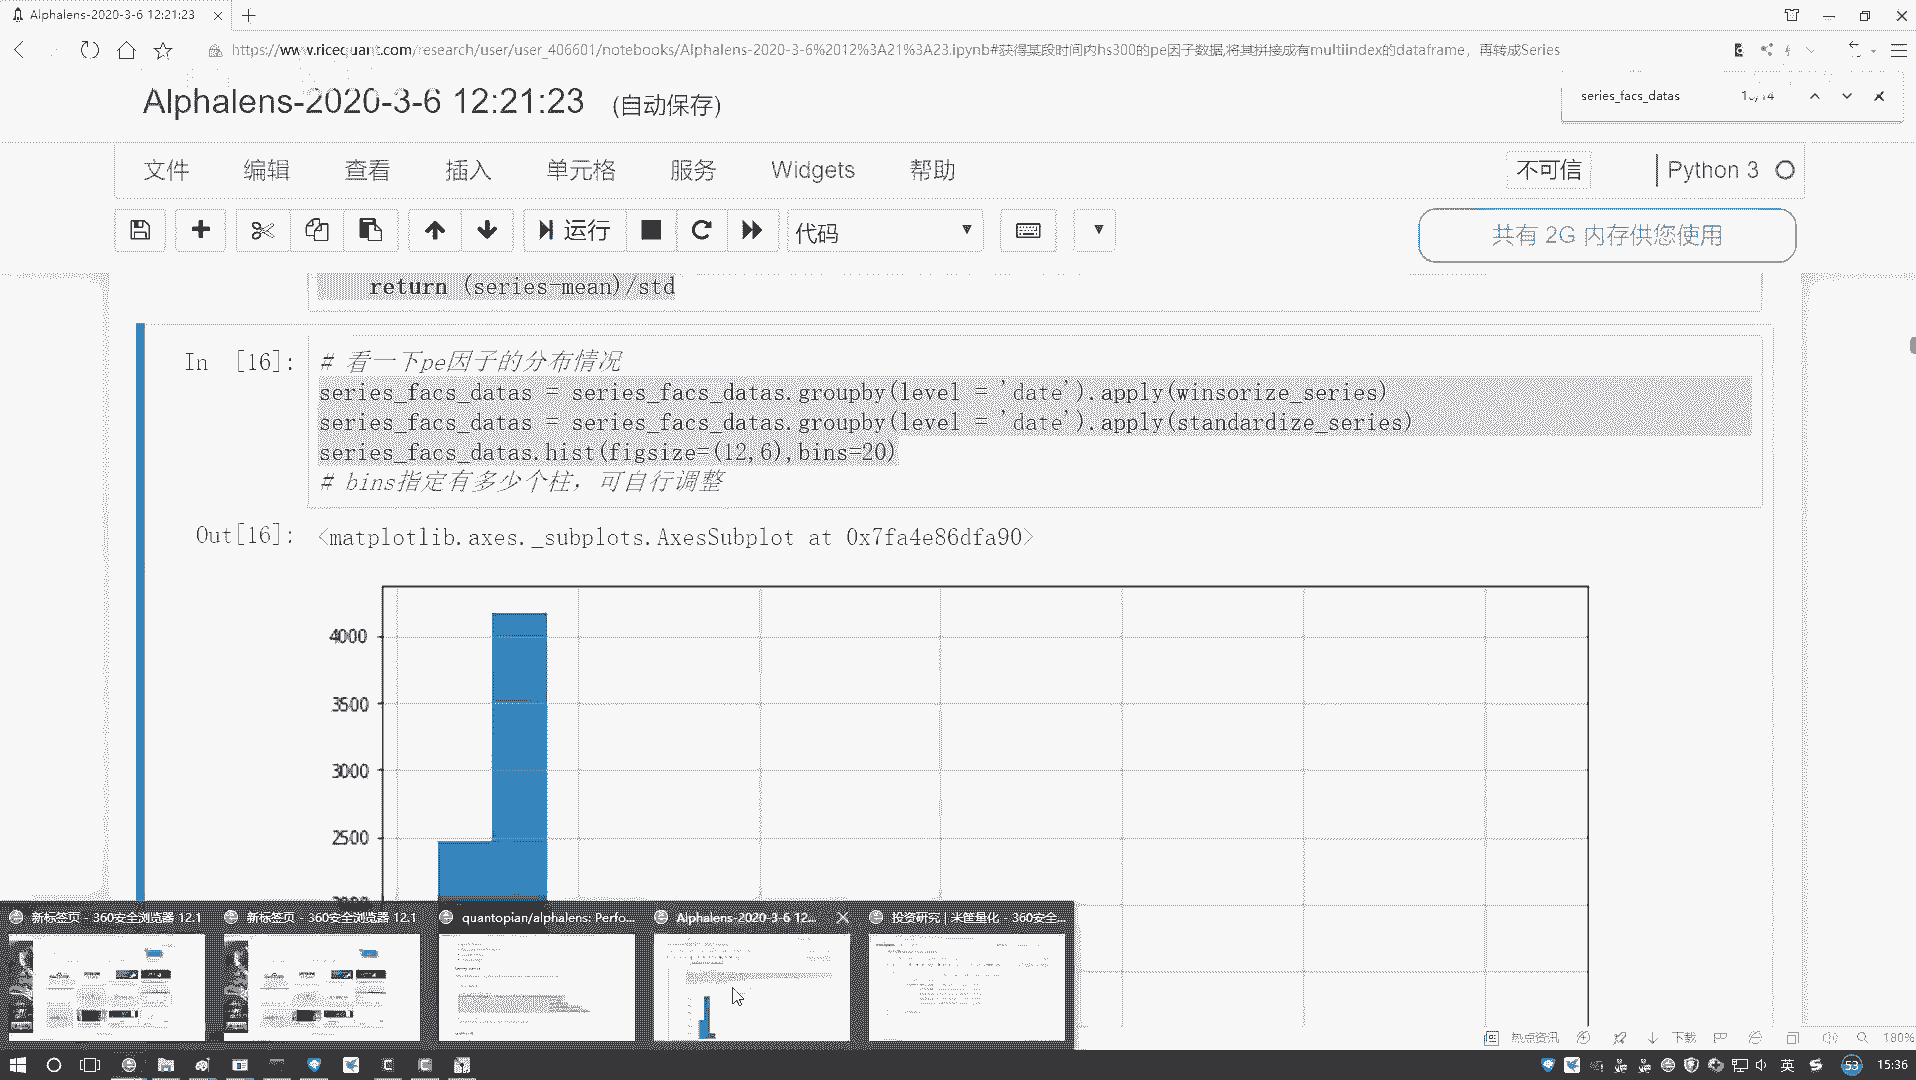 Alphalens-2020-3-6 12:21:23
https://www.ricequant.com/research/user/user_406601/notebooks/Alphalens-2020-3-6%2012%3A21%3A23.ipynb#获得某段时间内hs300的pe因子数据,将其拼接成有multiindex的dataframe，再转成Series
Alphalens-2020-3-6 12:21:23 (自动保存)
series_facs_datas
文件 编辑 查看 插入 单元格 服务 Widgets 帮助
不可信 Python 3
运行 代码
共有 2G 内存供您使用
return (series-mean)/std
In [16]:
# 看一下pe因子的分布情况
series_facs_datas = series_facs_datas.groupby(level = 'date').apply(winsorize_series)
series_facs_datas = series_facs_datas.groupby(level = 'date').apply(standardize_series)
series_facs_datas.hist(figsize=(12,6),bins=20)
# bins指定有多少个柱，可自行调整
Out[16]: <matplotlib.axes._subplots.AxesSubplot at 0x7fa4e86dfa90>
4000
3500
3000
2500
新标签页 - 360安全浏览器 12.1
新标签页 - 360安全浏览器 12.1
quantopian/alphalens: Perfo...
Alphalens-2020-3-6 12...
投资研究 | 米筐量化 - 360安全...
热点资讯 下载 180%
英 53 15:36